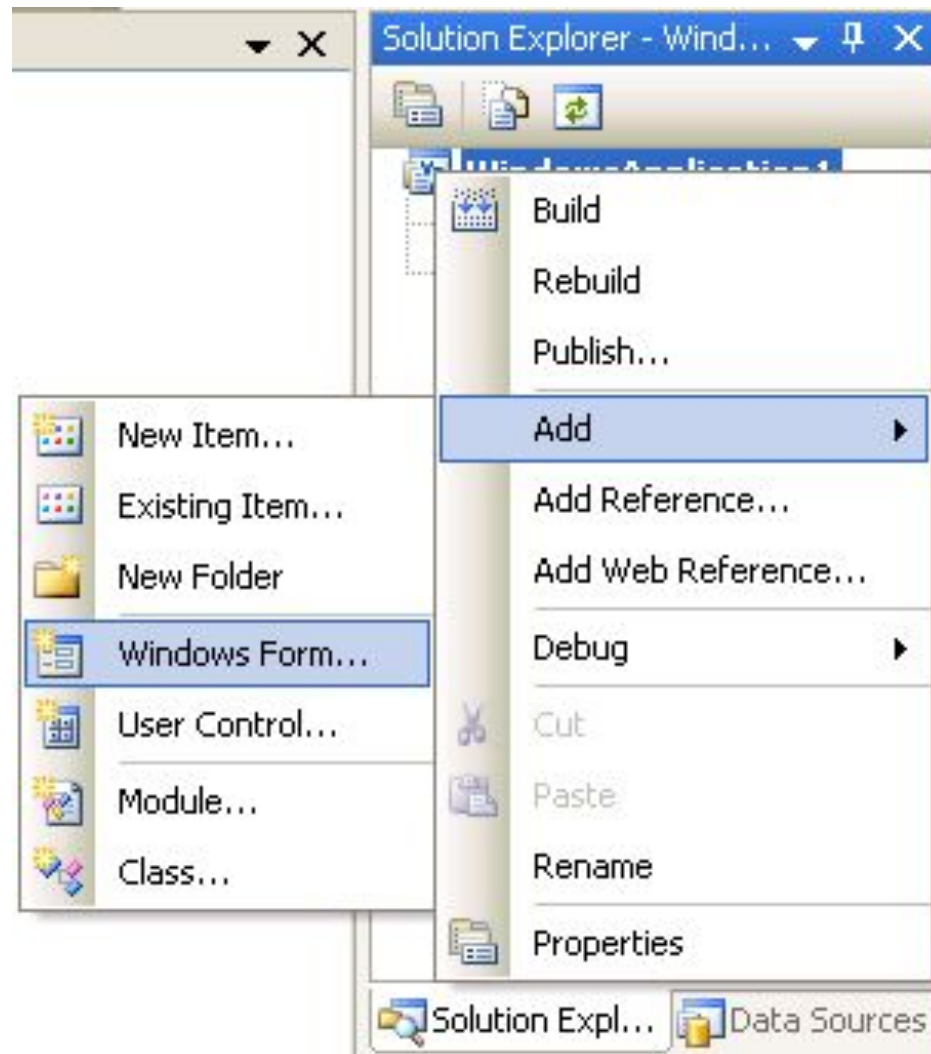 Solution Explorer - Wind...
WindowsApplication1
Build
Rebuild
Publish...
Add
Add Reference...
Add Web Reference...
Debug
Cut
Paste
Rename
Properties
New Item...
Existing Item...
New Folder
Windows Form...
User Control...
Module...
Class...
Solution Expl...
Data Sources